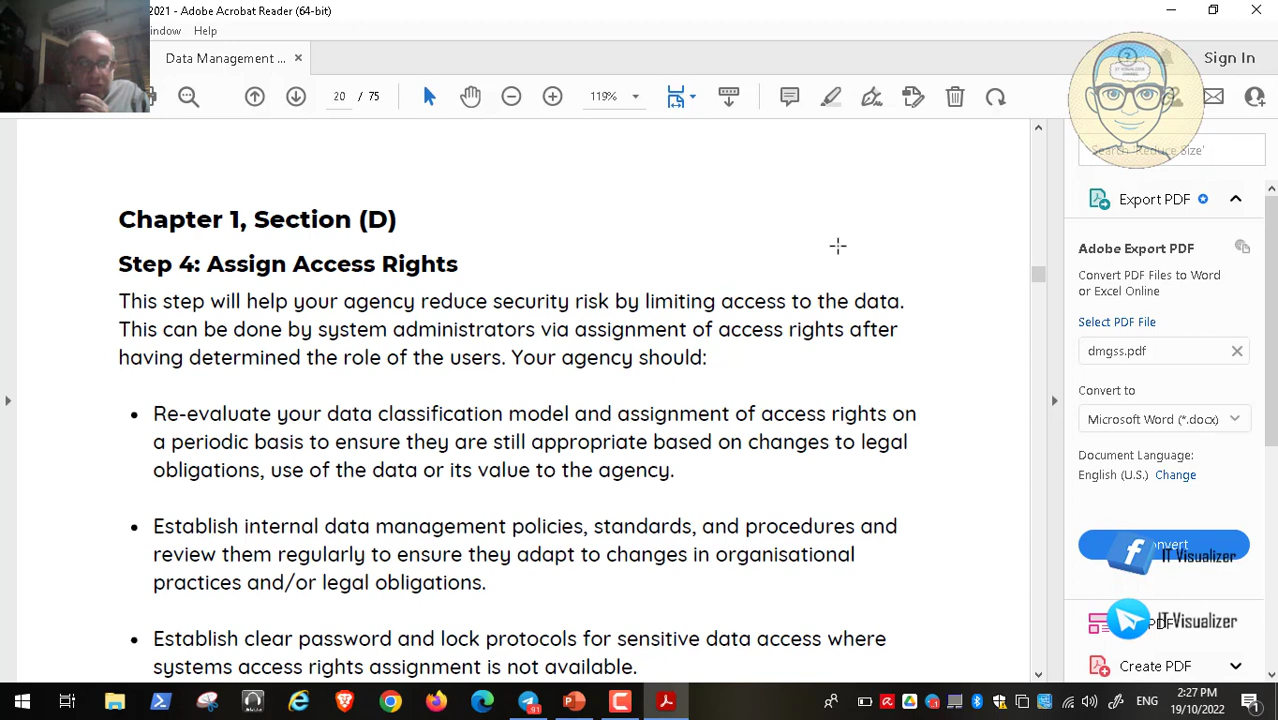 2021 - Adobe Acrobat Reader (64-bit)
indow Help
Data Management ...
Sign In
20 / 75
119%
?
IT VISUALIZER
CHANNEL
Search 'Reduce Size'
Export PDF
Adobe Export PDF
Convert PDF Files to Word
or Excel Online
Select PDF File
dmgss.pdf
Convert to
Microsoft Word (*.docx)
Document Language:
English (U.S.) Change
IT Visualizer
IT Visualizer
Create PDF
Chapter 1, Section (D)
Step 4: Assign Access Rights
This step will help your agency reduce security risk by limiting access to the data.
This can be done by system administrators via assignment of access rights after
having determined the role of the users. Your agency should:
• Re-evaluate your data classification model and assignment of access rights on
a periodic basis to ensure they are still appropriate based on changes to legal
obligations, use of the data or its value to the agency.
• Establish internal data management policies, standards, and procedures and
review them regularly to ensure they adapt to changes in organisational
practices and/or legal obligations.
• Establish clear password and lock protocols for sensitive data access where
systems access rights assignment is not available.
ENG
2:27 PM
19/10/2022